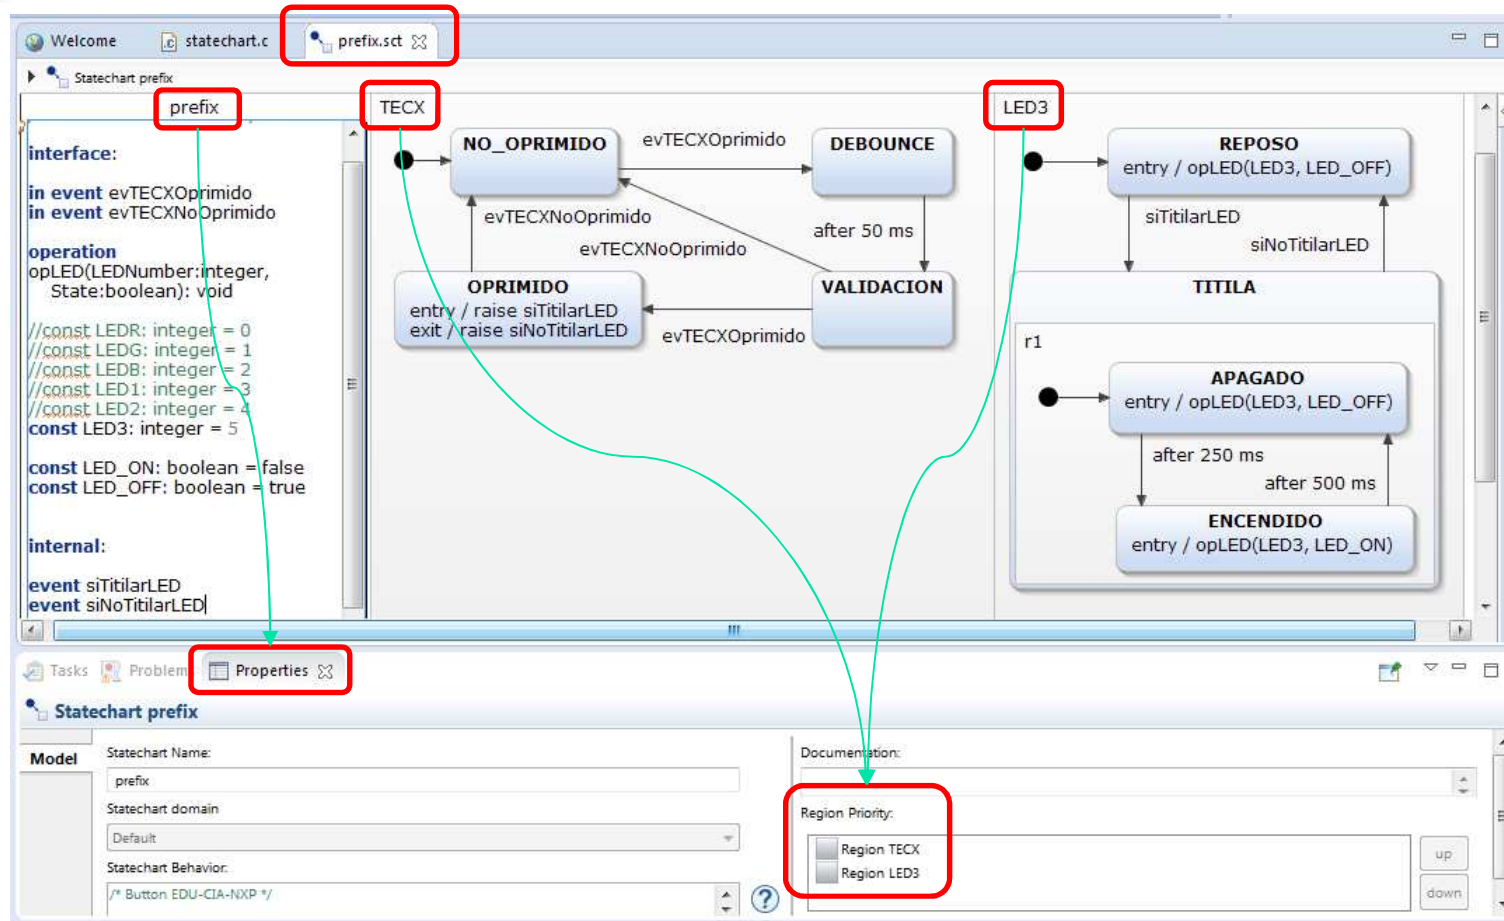 Welcome
statechart.c
prefix.sct
Statechart prefix
prefix
interface:
in event evTECXOprimido
in event evTECXNoOprimido
operation
opLED(LEDNumber:integer,
State:boolean): void
//const LEDR: integer = 0
//const LEDG: integer = 1
//const LEDB: integer = 2
//const LED1: integer = 3
//const LED2: integer = 4
const LED3: integer = 5
const LED_ON: boolean = false
const LED_OFF: boolean = true
internal:
event siTitilarLED
event siNoTitilarLED
TECX
NO_OPRIMIDO
evTECXOprimido
DEBOUNCE
evTECXNoOprimido
evTECXNoOprimido
after 50 ms
OPRIMIDO
entry / raise siTitilarLED
exit / raise siNoTitilarLED
evTECXOprimido
VALIDACION
LED3
REPOSO
entry / opLED(LED3, LED_OFF)
siTitilarLED
siNoTitilarLED
TITILA
r1
APAGADO
entry / opLED(LED3, LED_OFF)
after 250 ms
after 500 ms
ENCENDIDO
entry / opLED(LED3, LED_ON)
Tasks
Problem
Properties
Statechart prefix
Model
Statechart Name:
prefix
Statechart domain
Default
Statechart Behavior:
/* Button EDU-CIA-NXP */
Documentation:
Region Priority:
Region TECX
Region LED3
up
down